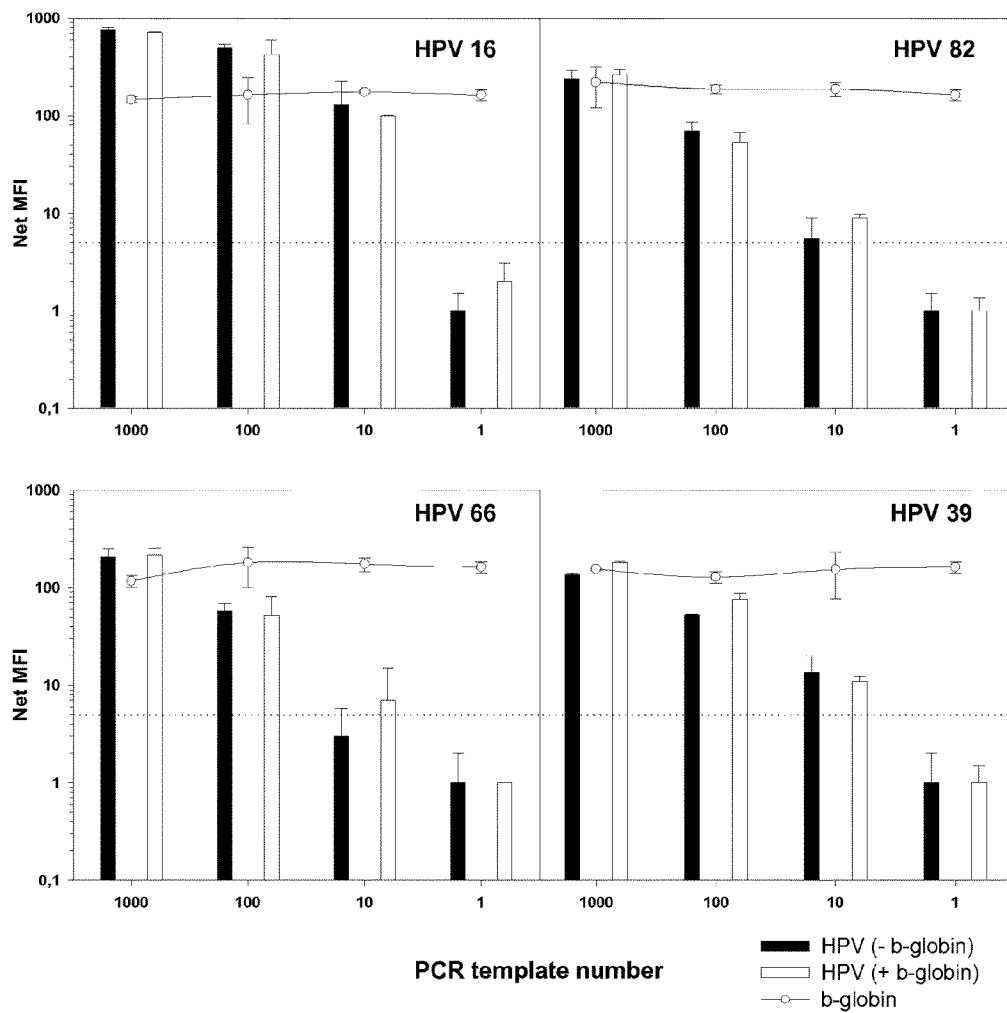 1000
HPV 16
HPV 82
100
Net MFI
10
1
0,1
1000
100
10
1
1000
100
10
1
1000
HPV 66
HPV 39
100
Net MFI
10
1
0,1
1000
100
10
1
1000
100
10
1
PCR template number
HPV (- b-globin)
HPV (+ b-globin)
b-globin